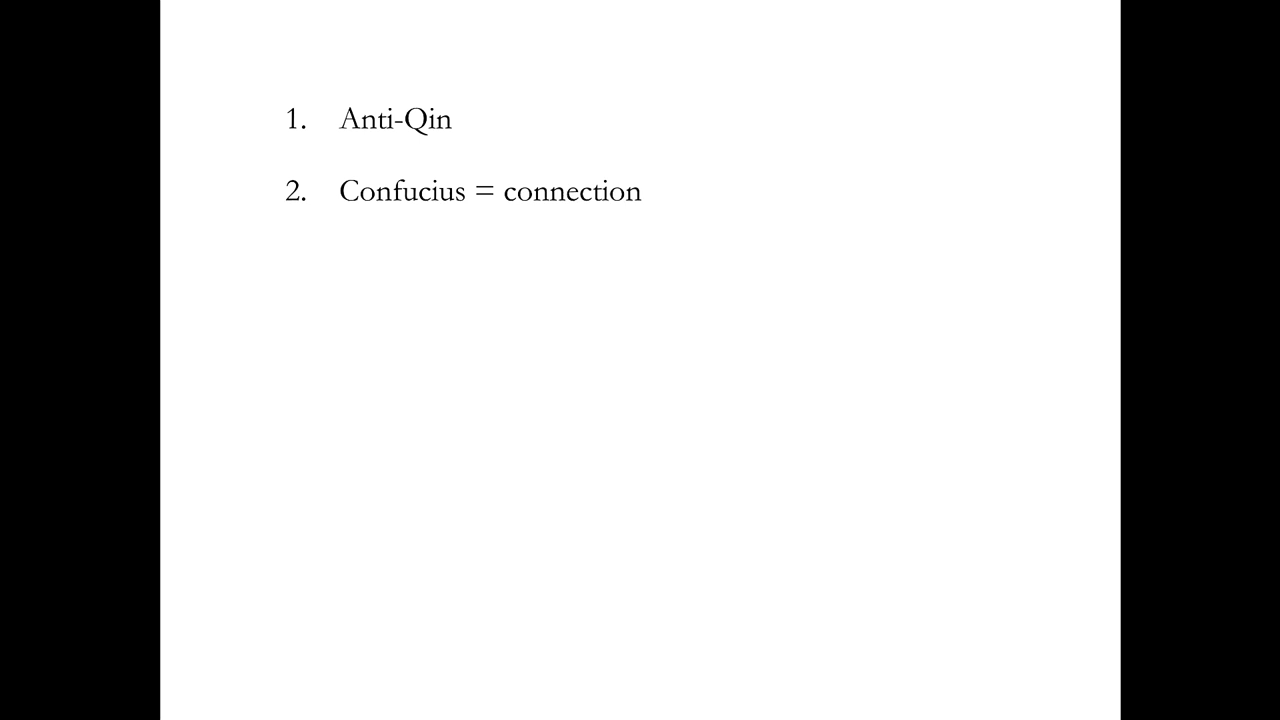 1. Anti-Qin
2. Confucius = connection